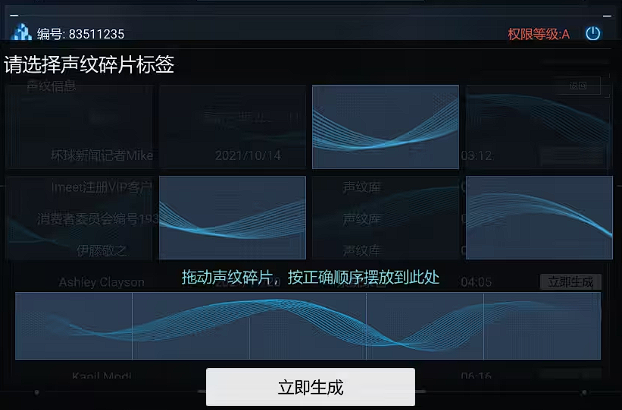 编号: 83511235
权限等级:A
请选择声纹碎片标签
声纹信息
环球新闻记者Mike
2021/10/14
03:12
Imeet注册VIP客户
声纹库
消费者委员会编号193
声纹库
伊藤敬之
声纹库
拖动声纹碎片，按正确顺序摆放到此处
Ashley Clayson
04:05
立即生成
Kapil Modi
06:16
立即生成